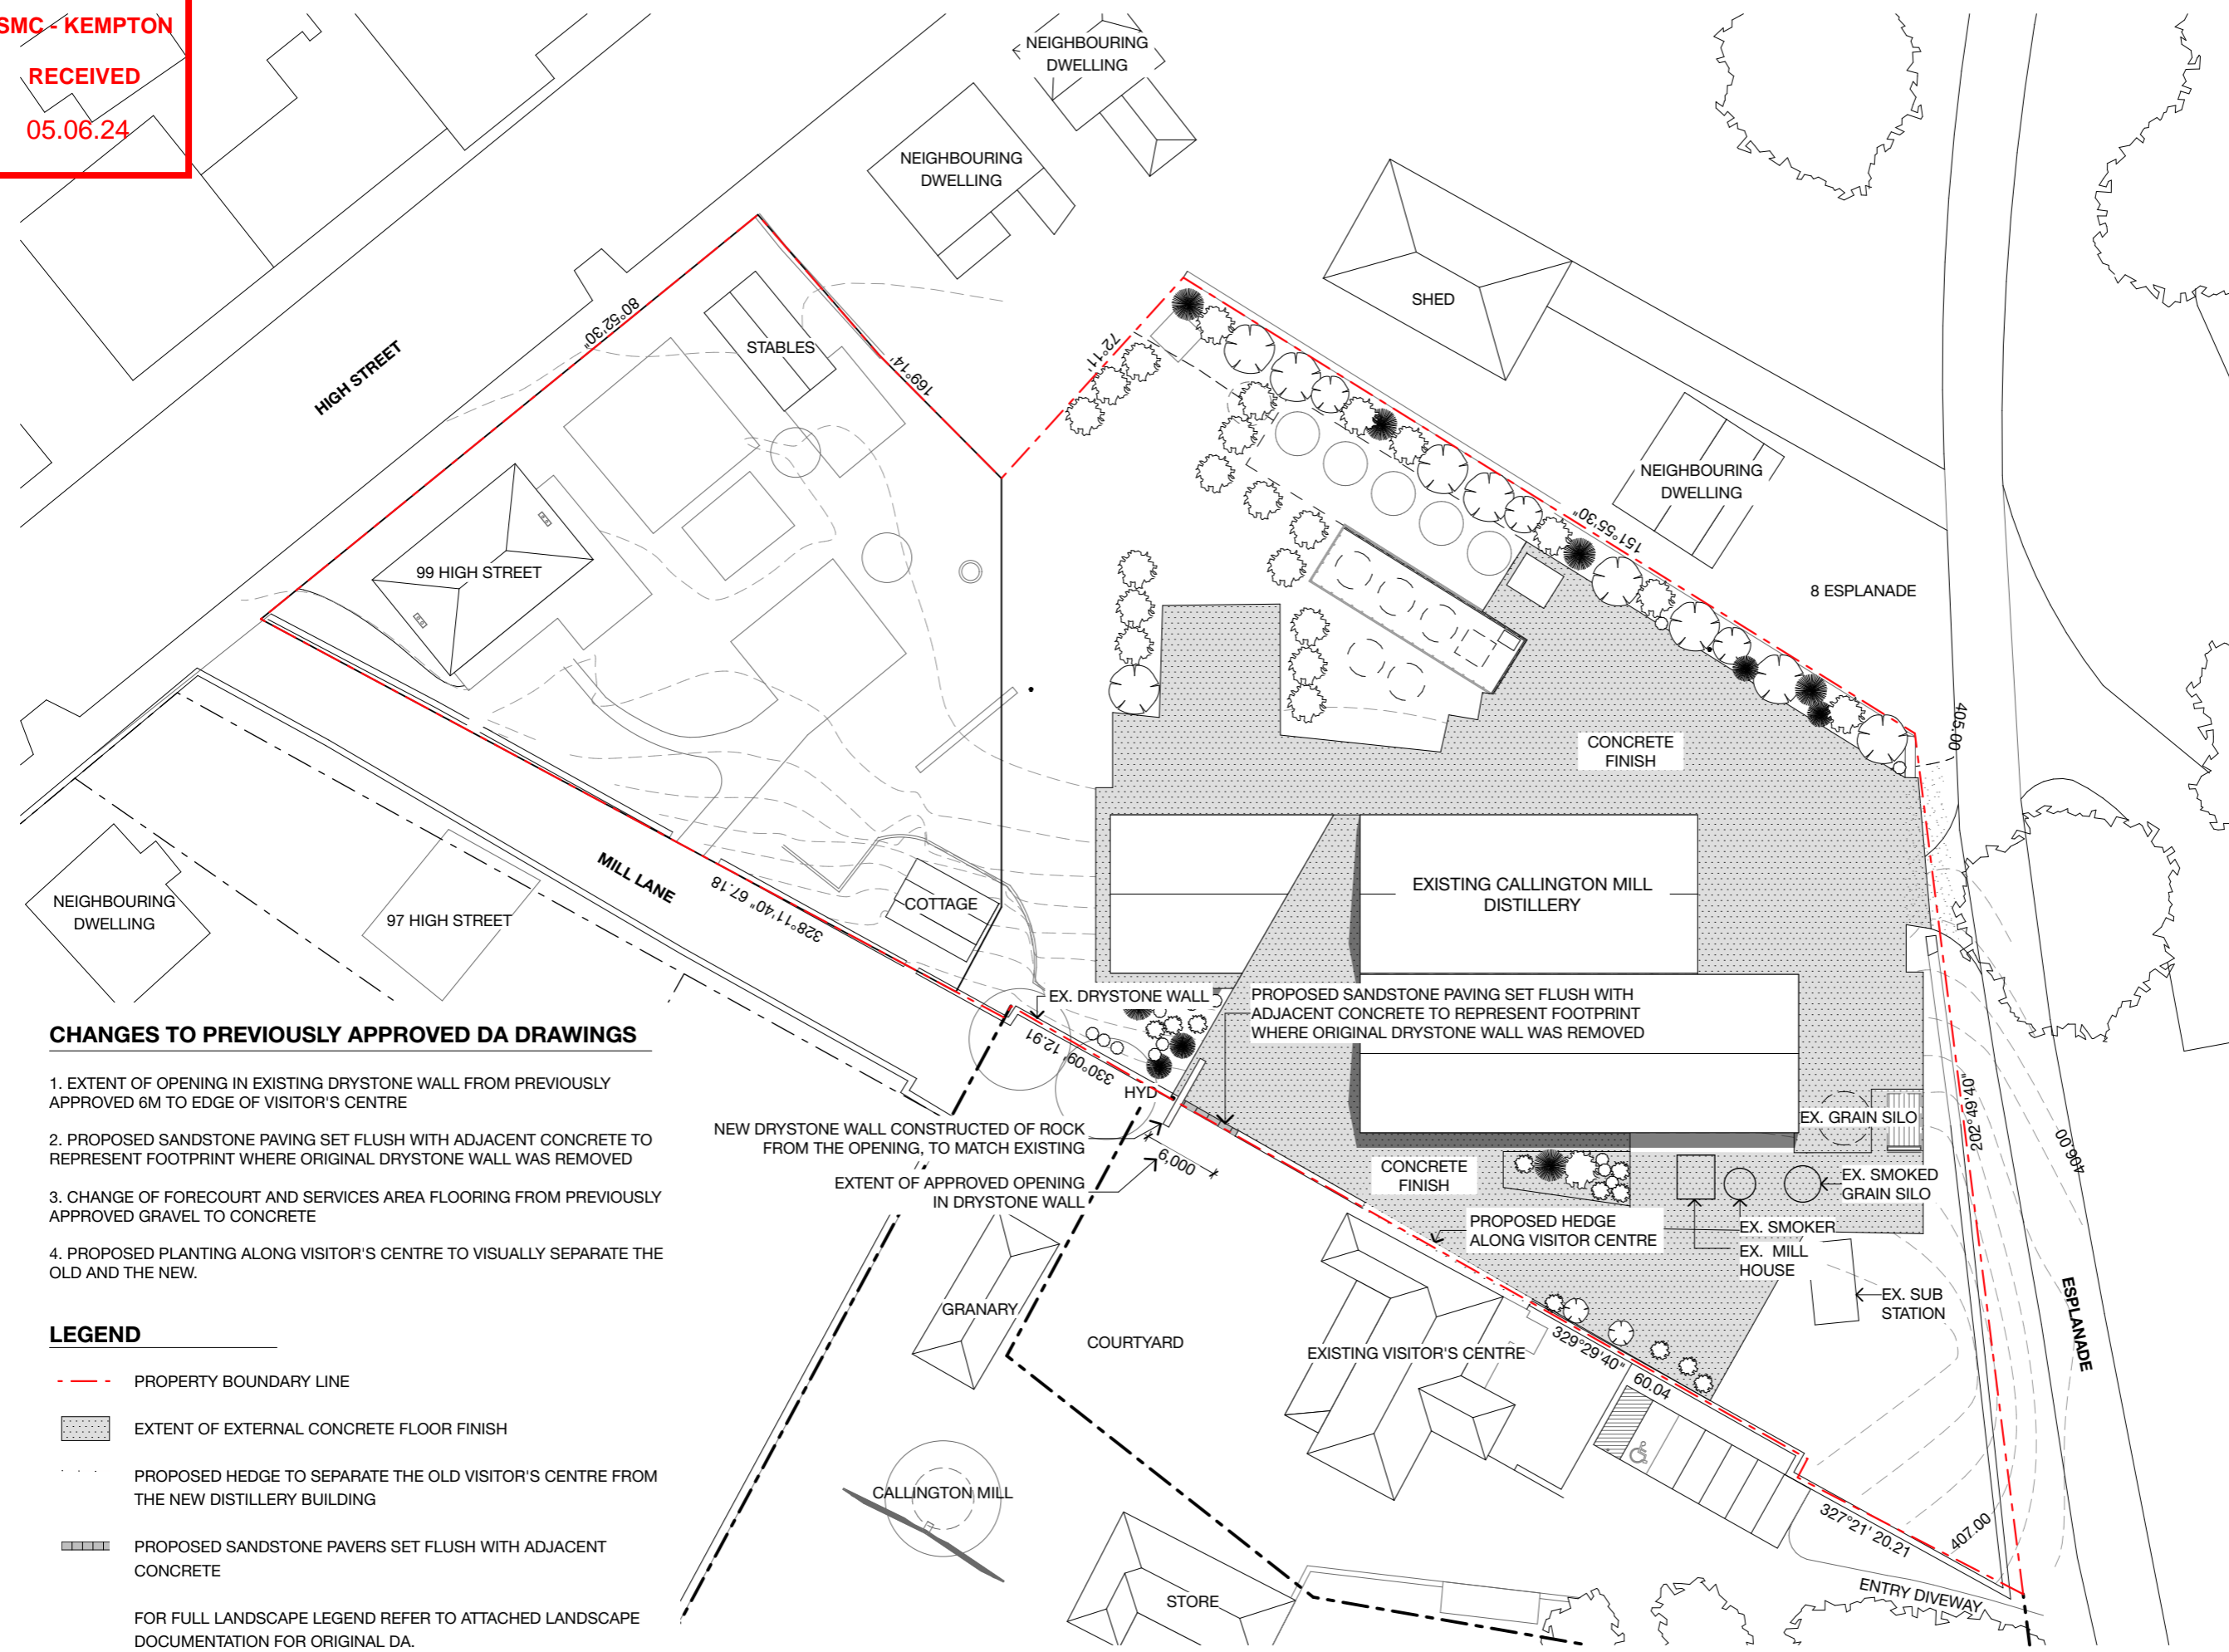 SMC - KEMPTON
RECEIVED
05.06.24
NEIGHBOURING
DWELLING
NEIGHBOURING
DWELLING
SHED
HIGH STREET
80°52'30"
STABLES
169°14'
72°11'
NEIGHBOURING
DWELLING
151°55'30"
8 ESPLANADE
99 HIGH STREET
405.00
CONCRETE
FINISH
MILL LANE
328°11'40" 67.18
COTTAGE
EXISTING CALLINGTON MILL
DISTILLERY
NEIGHBOURING
DWELLING
97 HIGH STREET
EX. DRYSTONE WALL
PROPOSED SANDSTONE PAVING SET FLUSH WITH
ADJACENT CONCRETE TO REPRESENT FOOTPRINT
WHERE ORIGINAL DRYSTONE WALL WAS REMOVED
330°09' 12.91
HYD
NEW DRYSTONE WALL CONSTRUCTED OF ROCK
FROM THE OPENING, TO MATCH EXISTING
6,000
EXTENT OF APPROVED OPENING
IN DRYSTONE WALL
CONCRETE
FINISH
EX. GRAIN SILO
202°49'40"
406.00
EX. SMOKED
GRAIN SILO
PROPOSED HEDGE
ALONG VISITOR CENTRE
EX. SMOKER
EX. MILL
HOUSE
EX. SUB
STATION
ESPLANADE
GRANARY
COURTYARD
EXISTING VISITOR'S CENTRE
329°29'40"
60.04
CALLINGTON MILL
327°21' 20.21
407.00
STORE
ENTRY DIVEWAY
CHANGES TO PREVIOUSLY APPROVED DA DRAWINGS
1. EXTENT OF OPENING IN EXISTING DRYSTONE WALL FROM PREVIOUSLY
APPROVED 6M TO EDGE OF VISITOR'S CENTRE
2. PROPOSED SANDSTONE PAVING SET FLUSH WITH ADJACENT CONCRETE TO
REPRESENT FOOTPRINT WHERE ORIGINAL DRYSTONE WALL WAS REMOVED
3. CHANGE OF FORECOURT AND SERVICES AREA FLOORING FROM PREVIOUSLY
APPROVED GRAVEL TO CONCRETE
4. PROPOSED PLANTING ALONG VISITOR'S CENTRE TO VISUALLY SEPARATE THE
OLD AND THE NEW.
LEGEND
PROPERTY BOUNDARY LINE
EXTENT OF EXTERNAL CONCRETE FLOOR FINISH
PROPOSED HEDGE TO SEPARATE THE OLD VISITOR'S CENTRE FROM
THE NEW DISTILLERY BUILDING
PROPOSED SANDSTONE PAVERS SET FLUSH WITH ADJACENT
CONCRETE
FOR FULL LANDSCAPE LEGEND REFER TO ATTACHED LANDSCAPE
DOCUMENTATION FOR ORIGINAL DA.